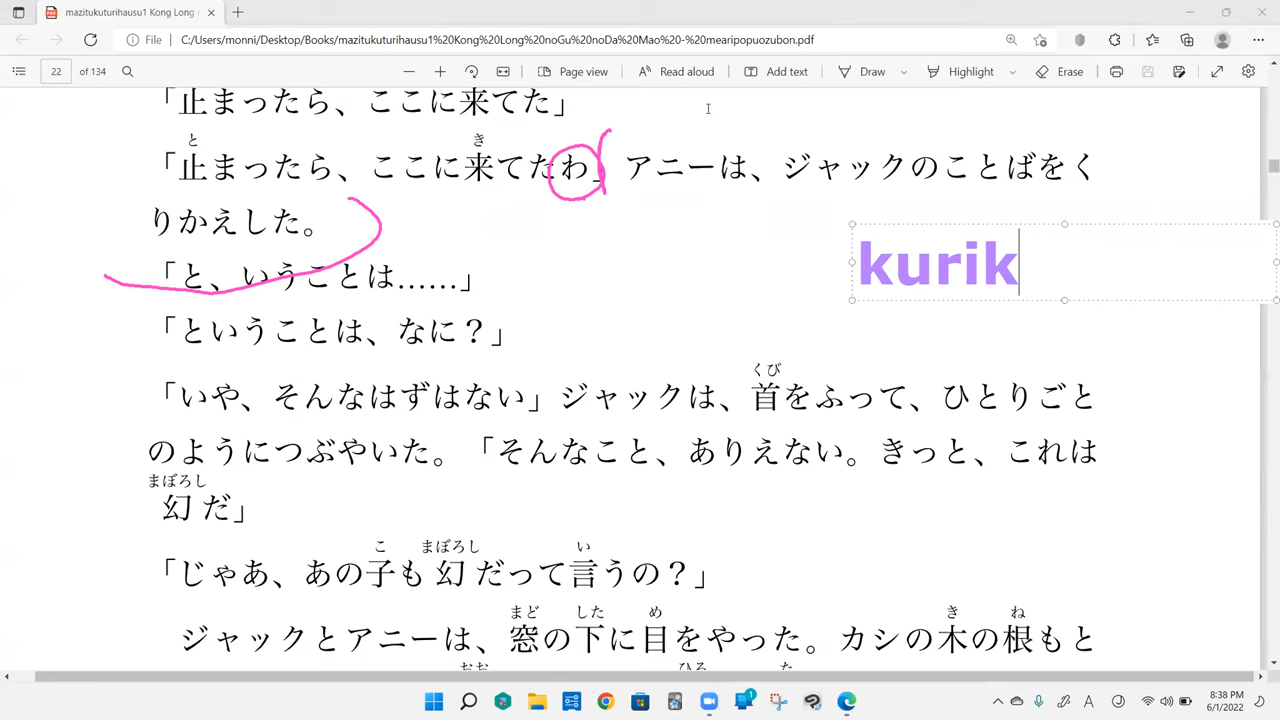 mazitukuturihausu1 Kong Long
File C:/Users/monni/Desktop/Books/mazitukuturihausu1%20Kong%20Long%20noGu%20noDa%20Mao%20-%20mearipopuozubon.pdf
22 of 134 Page view Read aloud Add text Draw Highlight Erase
「止まったら、ここに来てた」
と き
「止まったら、ここに来てたわ」 アニーは、ジャックのことばをく
りかえした。
kurik
「と、いうことは……」
「ということは、なに？」
くび
「いや、そんなはずはない」ジャックは、首をふって、ひとりごと
のようにつぶやいた。「そんなこと、ありえない。きっと、これは
まぼろし
幻だ」
こ まぼろし い
「じゃあ、あの子も幻だって言うの？」
まど した め き ね
ジャックとアニーは、窓の下に目をやった。カシの木の根もと
おお ひろ た
8:38 PM
6/1/2022